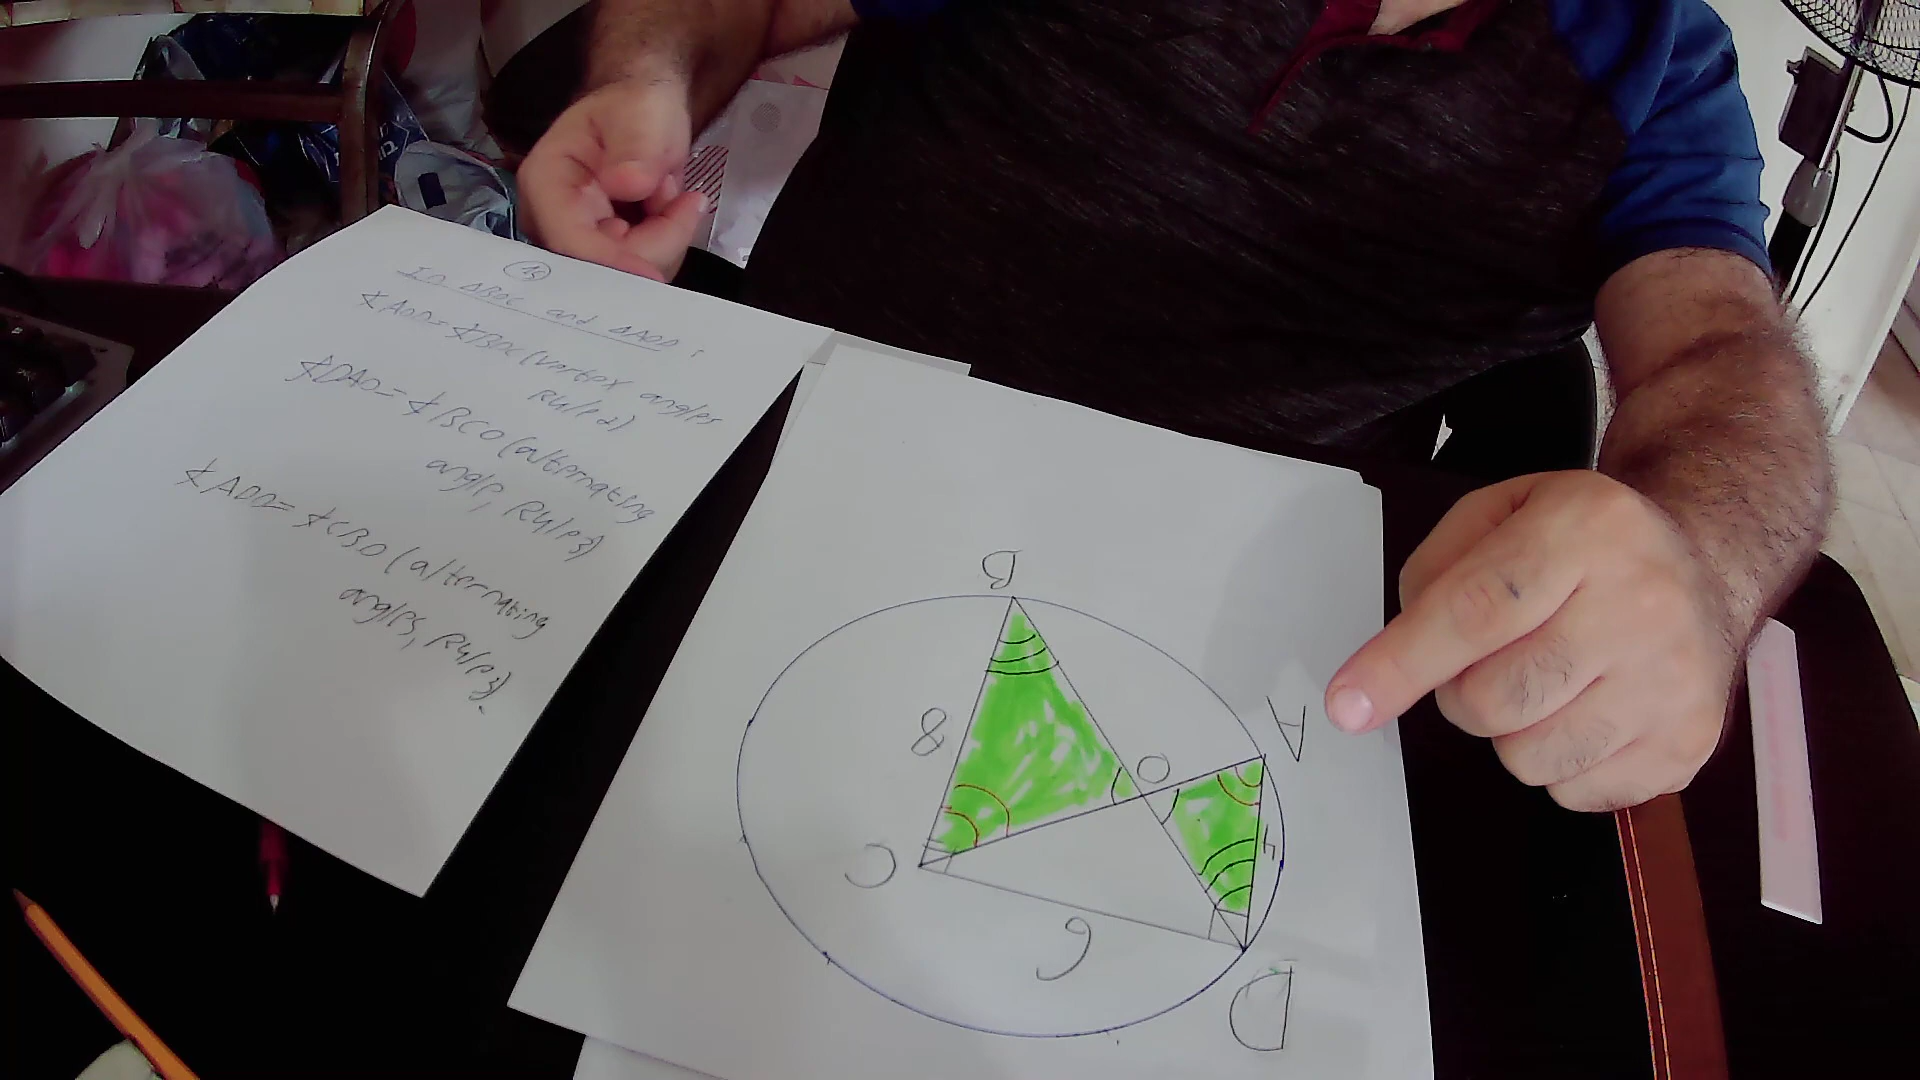 15
In ΔBOC and ΔAOD:
∢AOD = ∢BOC (vertex angles
Rule 2)
∢DAO = ∢BCO (alternating
angle, Rule 3)
∢ADO = ∢CBO (alternating
angles, Rule 3).
B
A
8
O
4
C
6
D